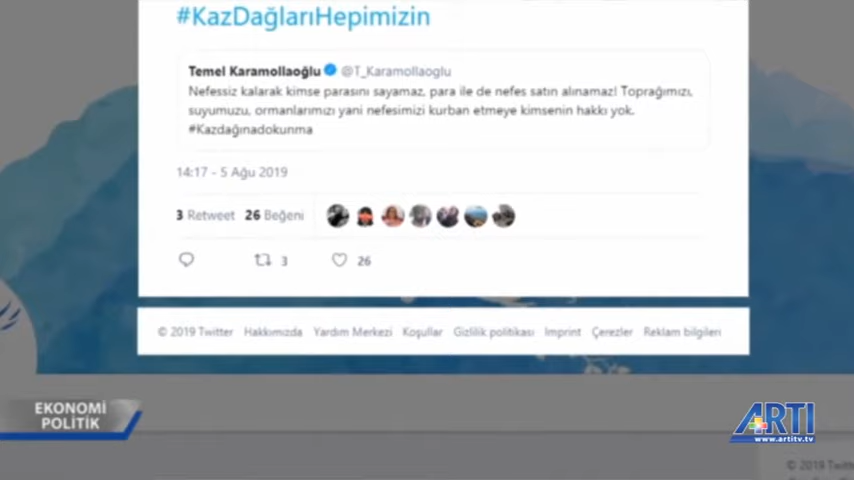 #KazDağlarıHepimizin
Temel Karamollaoğlu @T_Karamollaoglu
Nefessiz kalarak kimse parasını sayamaz, para ile de nefes satın alınamaz! Toprağımızı,
suyumuzu, ormanlarımızı yani nefesimizi kurban etmeye kimsenin hakkı yok.
#Kazdağınadokunma
14:17 - 5 Ağu 2019
3 Retweet 26 Beğeni
3 26
© 2019 Twitter Hakkımızda Yardım Merkezi Koşullar Gizlilik politikası Imprint Çerezler Reklam bilgileri
EKONOMİ
POLİTİK
ARTI
www.artitv.tv
© 2019 Twitte